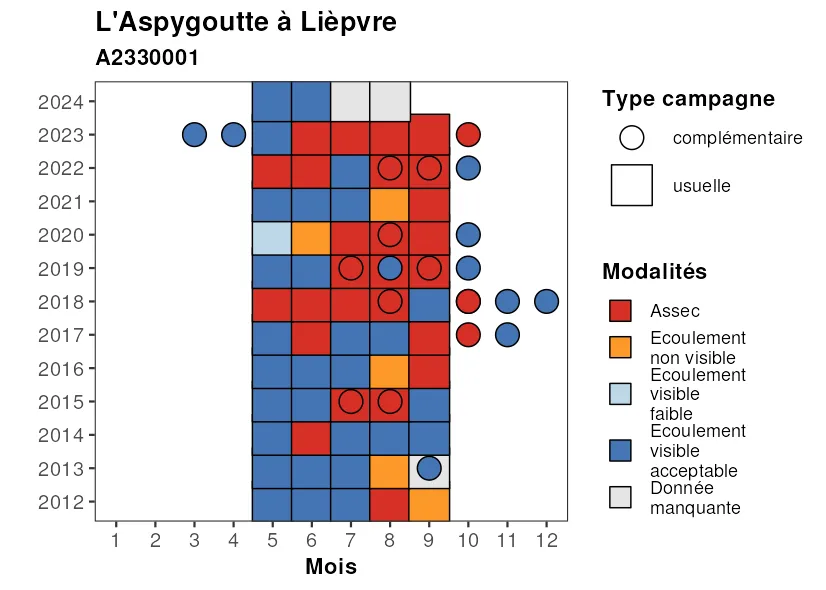 L'Aspygoutte à Lièpvre
A2330001
2024
2023
2022
2021
2020
2019
2018
2017
2016
2015
2014
2013
2012
1 2 3 4 5 6 7 8 9 10 11 12
Mois
Type campagne
complémentaire
usuelle
Modalités
Assec
Ecoulement
non visible
Ecoulement
visible
faible
Ecoulement
visible
acceptable
Donnée
manquante